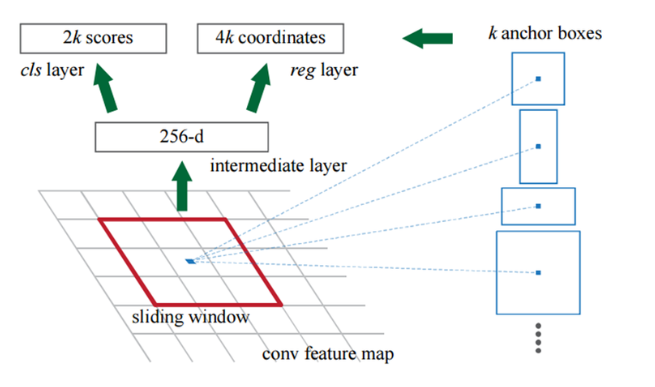 2k scores
4k coordinates
k anchor boxes
cls layer
reg layer
256-d
intermediate layer
sliding window
conv feature map